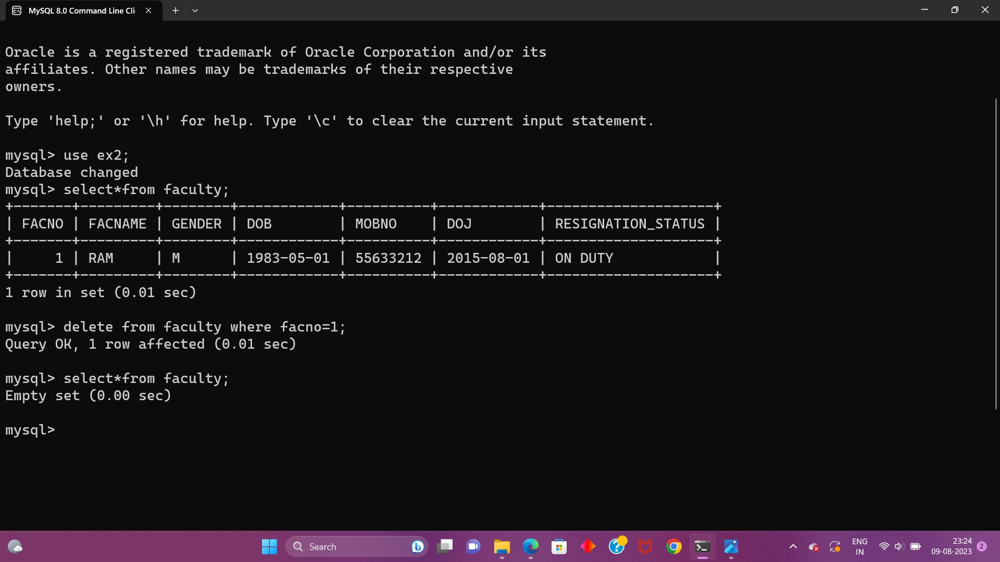 MySQL 8.0 Command Line Cli
Oracle is a registered trademark of Oracle Corporation and/or its
affiliates. Other names may be trademarks of their respective
owners.
Type 'help;' or '\h' for help. Type '\c' to clear the current input statement.
mysql> use ex2;
Database changed
mysql> select*from faculty;
+-------+---------+--------+------------+----------+------------+--------------------+
| FACNO | FACNAME | GENDER | DOB        | MOBNO    | DOJ        | RESIGNATION_STATUS |
+-------+---------+--------+------------+----------+------------+--------------------+
|     1 | RAM     | M      | 1983-05-01 | 55633212 | 2015-08-01 | ON DUTY            |
+-------+---------+--------+------------+----------+------------+--------------------+
1 row in set (0.01 sec)
mysql> delete from faculty where facno=1;
Query OK, 1 row affected (0.01 sec)
mysql> select*from faculty;
Empty set (0.00 sec)
mysql>
Search
ENG
IN
23:24
09-08-2023
2